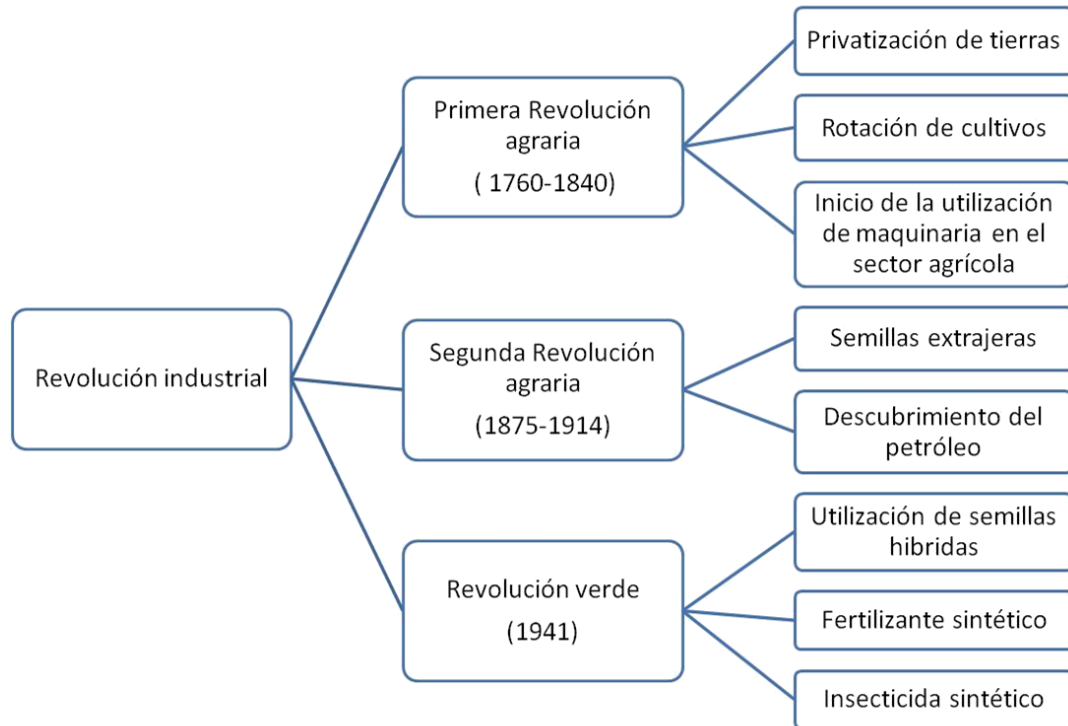 Revolución industrial
Primera Revolución
agraria
( 1760-1840)
Privatización de tierras
Rotación de cultivos
Inicio de la utilización
de maquinaria en el
sector agrícola
Segunda Revolución
agraria
(1875-1914)
Semillas extrajeras
Descubrimiento del
petróleo
Revolución verde
(1941)
Utilización de semillas
hibridas
Fertilizante sintético
Insecticida sintético